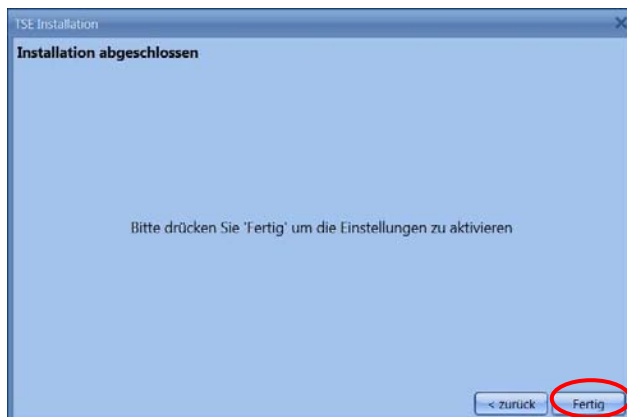 TSE Installation
Installation abgeschlossen
Bitte drücken Sie 'Fertig' um die Einstellungen zu aktivieren
< zurück Fertig